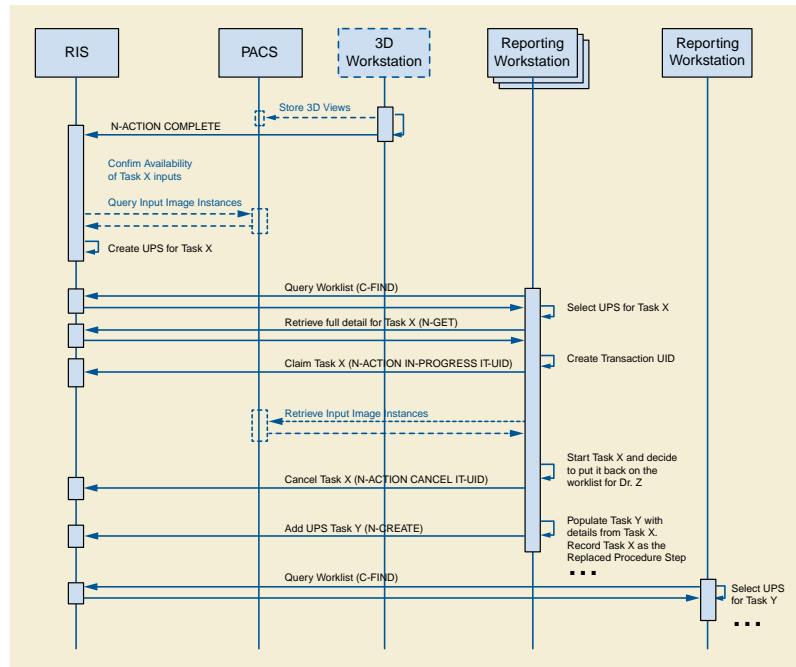 RIS
PACS
3D
Workstation
Reporting
Workstation
Reporting
Workstation
Store 3D Views
N-ACTION COMPLETE
Confim Availability
of Task X inputs
Query Input Image Instances
Create UPS for Task X
Query Worklist (C-FIND)
Select UPS for Task X
Retrieve full detail for Task X (N-GET)
Create Transaction UID
Claim Task X (N-ACTION IN-PROGRESS IT-UID)
Retrieve Input Image Instances
Start Task X and decide
to put it back on the
worklist for Dr. Z
Cancel Task X (N-ACTION CANCEL IT-UID)
Populate Task Y with
details from Task X.
Record Task X as the
Replaced Procedure Step
Add UPS Task Y (N-CREATE)
...
Query Worklist (C-FIND)
Select UPS
for Task Y
...